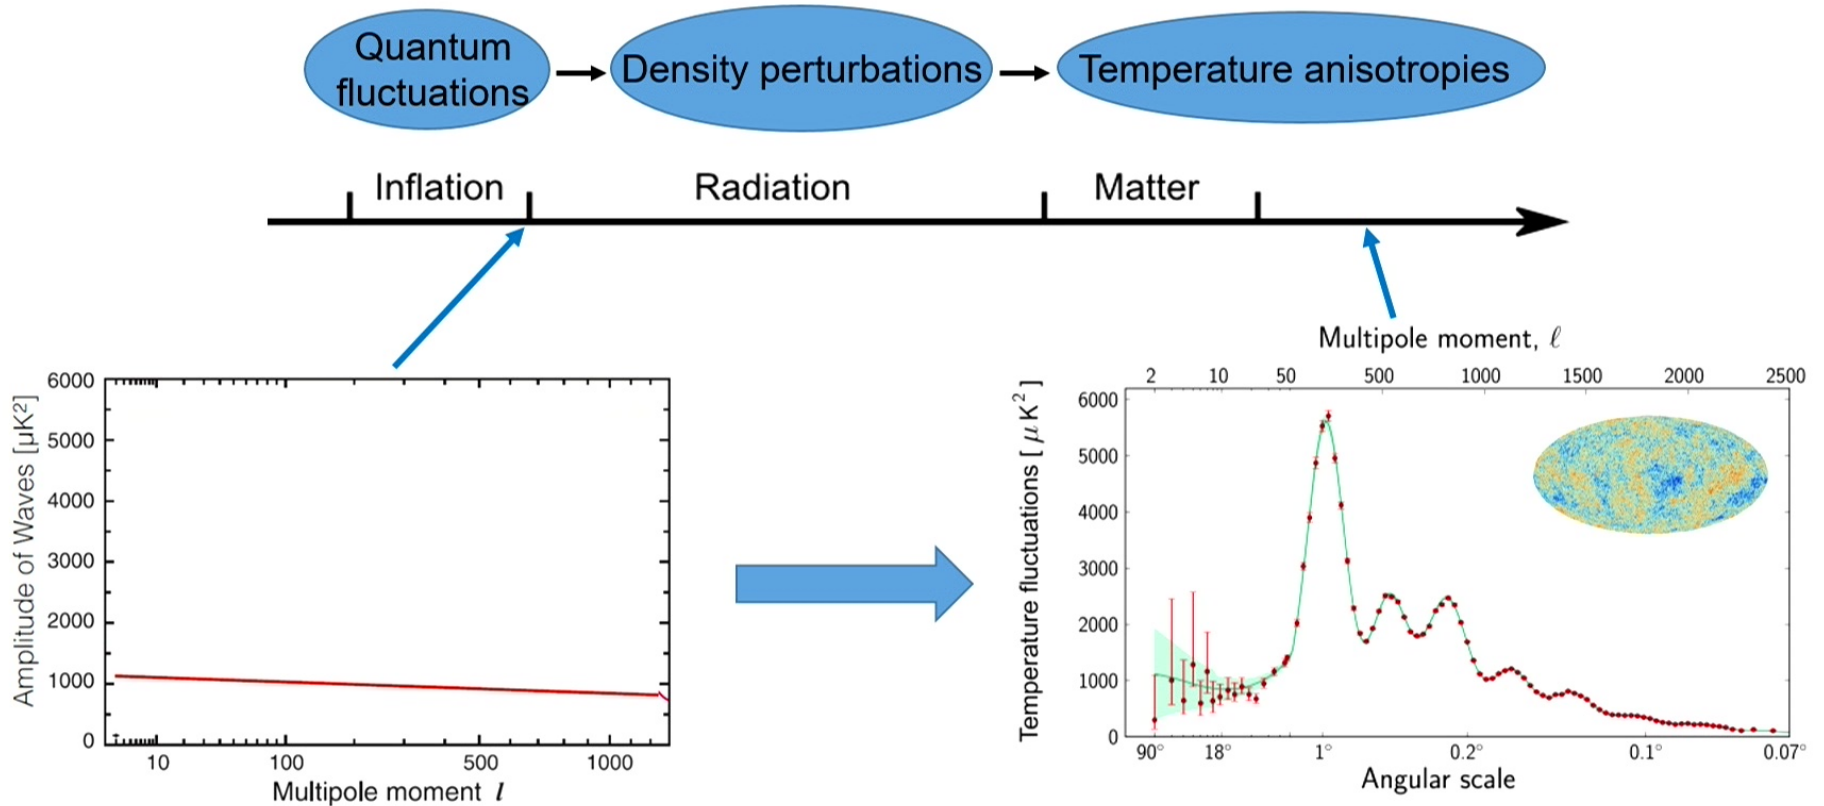 Quantum
fluctuations
Density perturbations
Temperature anisotropies
Inflation
Radiation
Matter
Amplitude of Waves [μK²]
6000
5000
4000
3000
2000
1000
0
10 100 500 1000
Multipole moment l
Multipole moment, ℓ
2 10 50 500 1000 1500 2000 2500
Temperature fluctuations [ μ K² ]
6000
5000
4000
3000
2000
1000
0
90° 18° 1° 0.2° 0.1° 0.07°
Angular scale